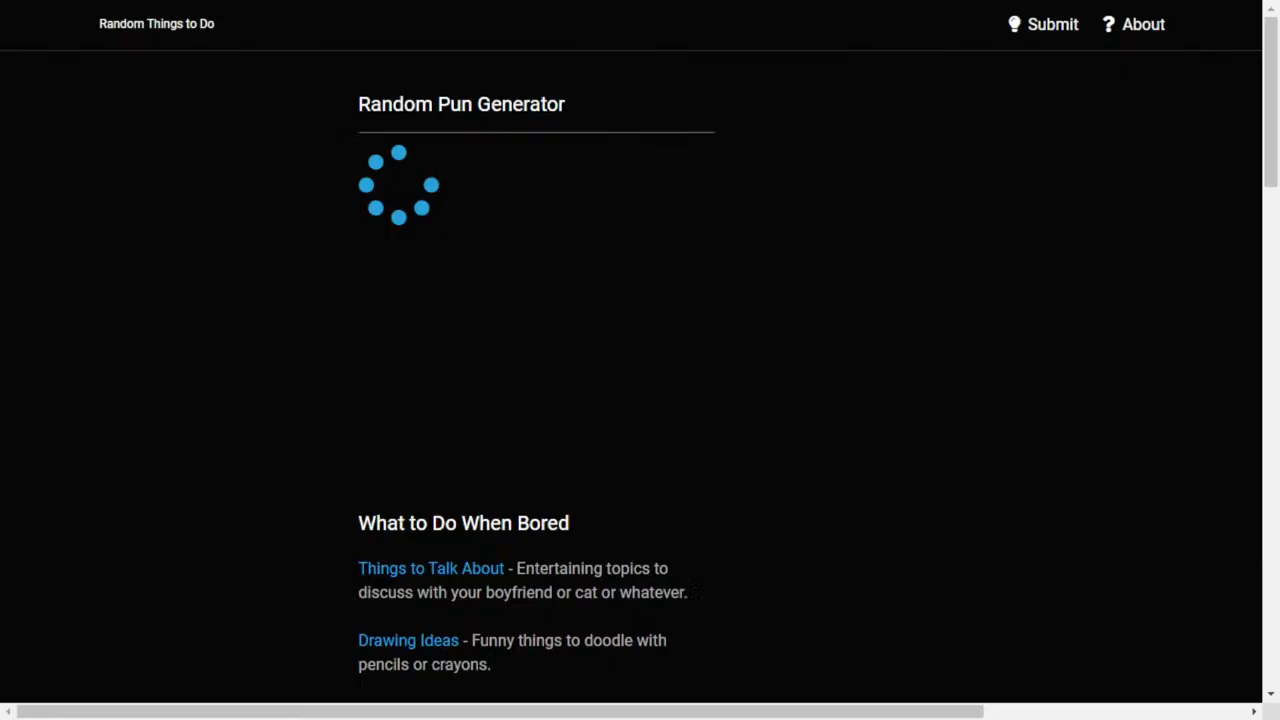 Random Things to Do
Submit
About
Random Pun Generator
What to Do When Bored
Things to Talk About - Entertaining topics to
discuss with your boyfriend or cat or whatever.
Drawing Ideas - Funny things to doodle with
pencils or crayons.